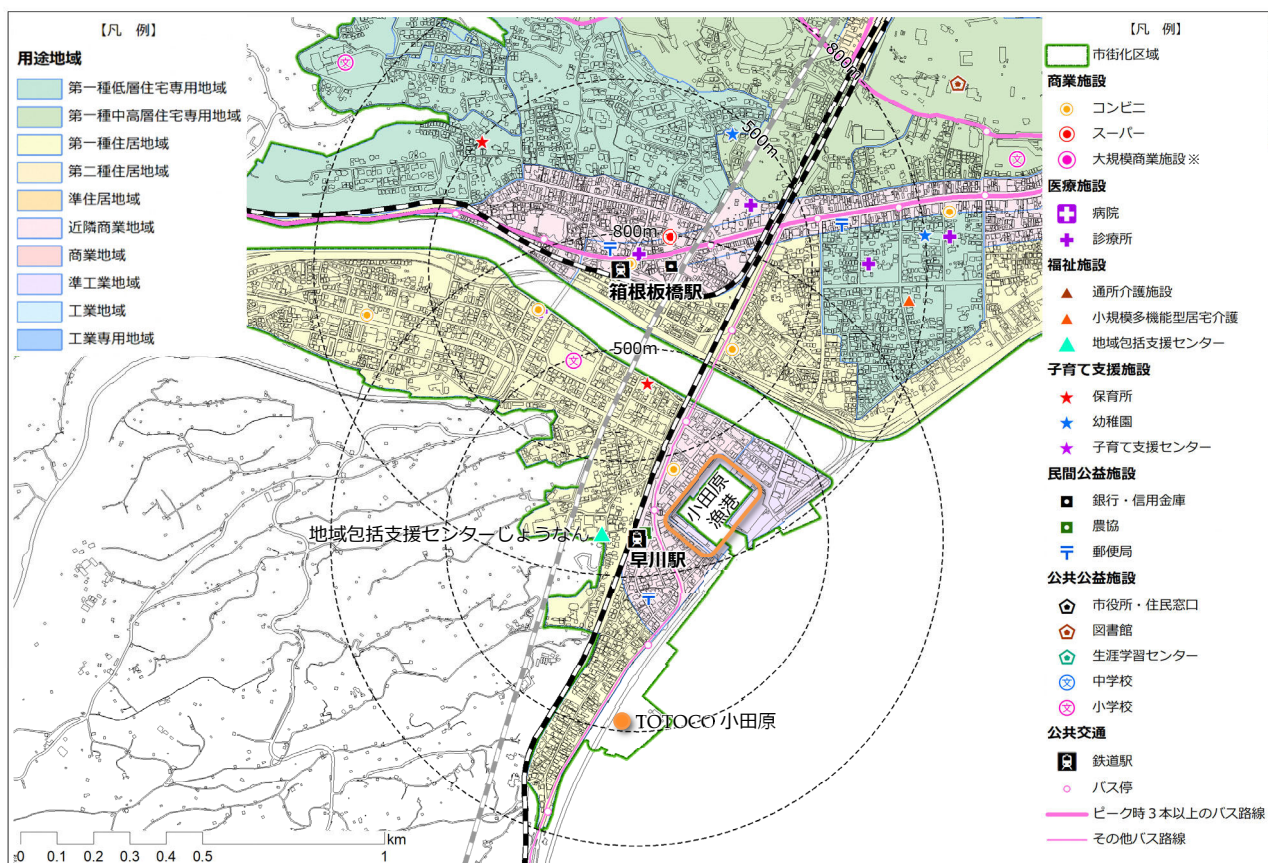 【凡　例】
用途地域
第一種低層住宅専用地域
第一種中高層住宅専用地域
第一種住居地域
第二種住居地域
準住居地域
近隣商業地域
商業地域
準工業地域
工業地域
工業専用地域
800m
500m
800m
箱根板橋駅
500m
小田原
漁港
地域包括支援センターしょうなん
早川駅
TOTOCO 小田原
km
0 0.1 0.2 0.3 0.4 0.5 1
【凡　例】
市街化区域
商業施設
コンビニ
スーパー
大規模商業施設※
医療施設
病院
診療所
福祉施設
通所介護施設
小規模多機能型居宅介護
地域包括支援センター
子育て支援施設
保育所
幼稚園
子育て支援センター
民間公益施設
銀行・信用金庫
農協
郵便局
公共公益施設
市役所・住民窓口
図書館
生涯学習センター
文 中学校
文 小学校
公共交通
鉄道駅
バス停
ピーク時３本以上のバス路線
その他バス路線